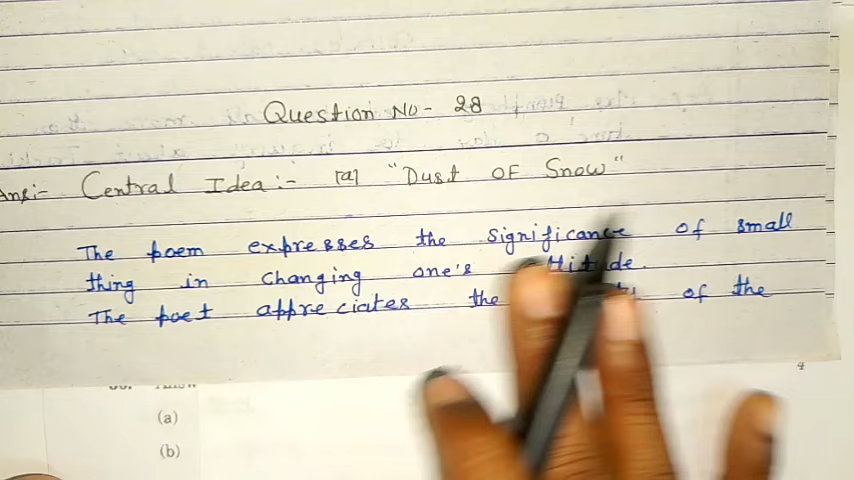 Question No - 28
Ans:- Central Idea:- [a] "Dust OF Snow"
The poem expresses the significance of small
thing in changing one's
The poet appreciates the of the
4
(a)
(b)